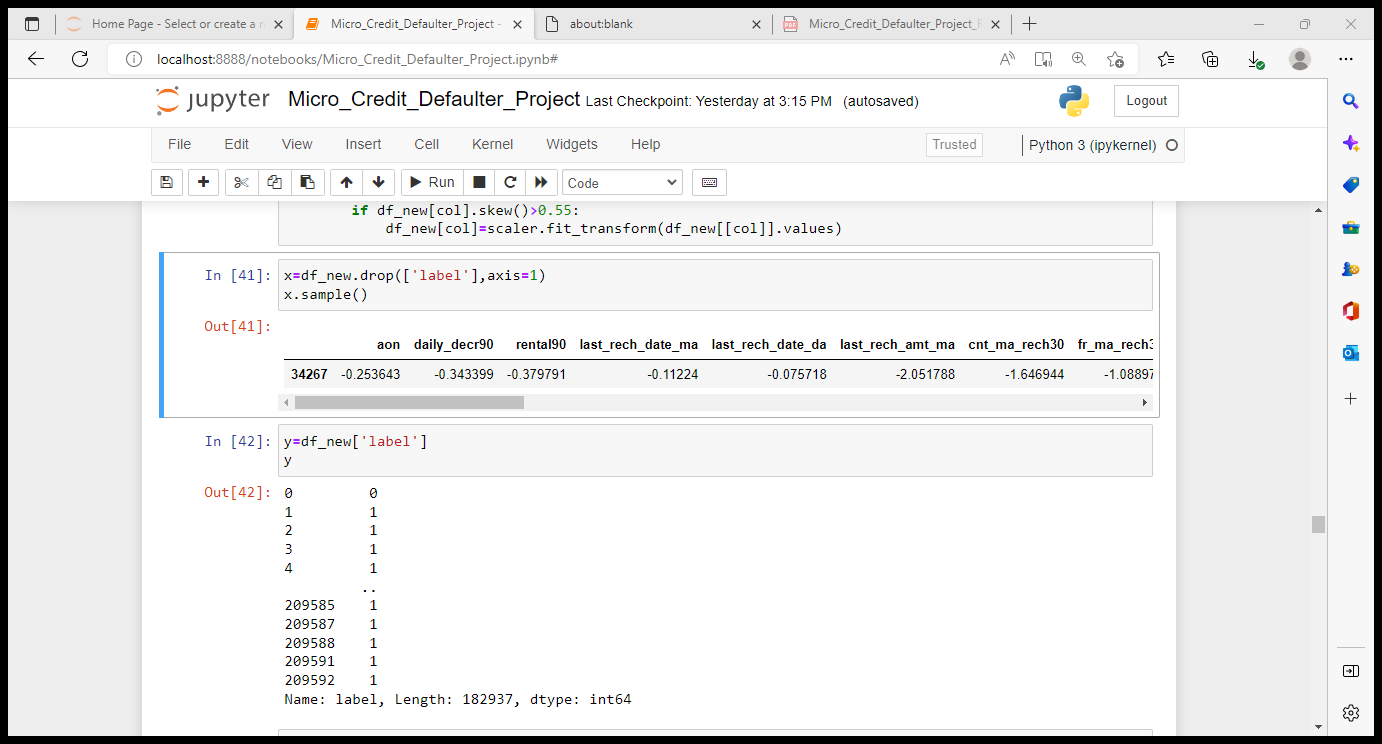 Home Page - Select or create a n
Micro_Credit_Defaulter_Project -
about:blank
Micro_Credit_Defaulter_Project_P
localhost:8888/notebooks/Micro_Credit_Defaulter_Project.ipynb#
jupyter Micro_Credit_Defaulter_Project Last Checkpoint: Yesterday at 3:15 PM (autosaved)
Logout
File Edit View Insert Cell Kernel Widgets Help
Trusted
Python 3 (ipykernel)
Run
Code
if df_new[col].skew()>0.55:
df_new[col]=scaler.fit_transform(df_new[[col]].values)
In [41]: x=df_new.drop(['label'],axis=1)
x.sample()
Out[41]:
aon daily_decr90 rental90 last_rech_date_ma last_rech_date_da last_rech_amt_ma cnt_ma_rech30 fr_ma_rech3
34267 -0.253643 -0.343399 -0.379791 -0.11224 -0.075718 -2.051788 -1.646944 -1.08897
In [42]: y=df_new['label']
y
Out[42]: 0 0
1 1
2 1
3 1
4 1
..
209585 1
209587 1
209588 1
209591 1
209592 1
Name: label, Length: 182937, dtype: int64